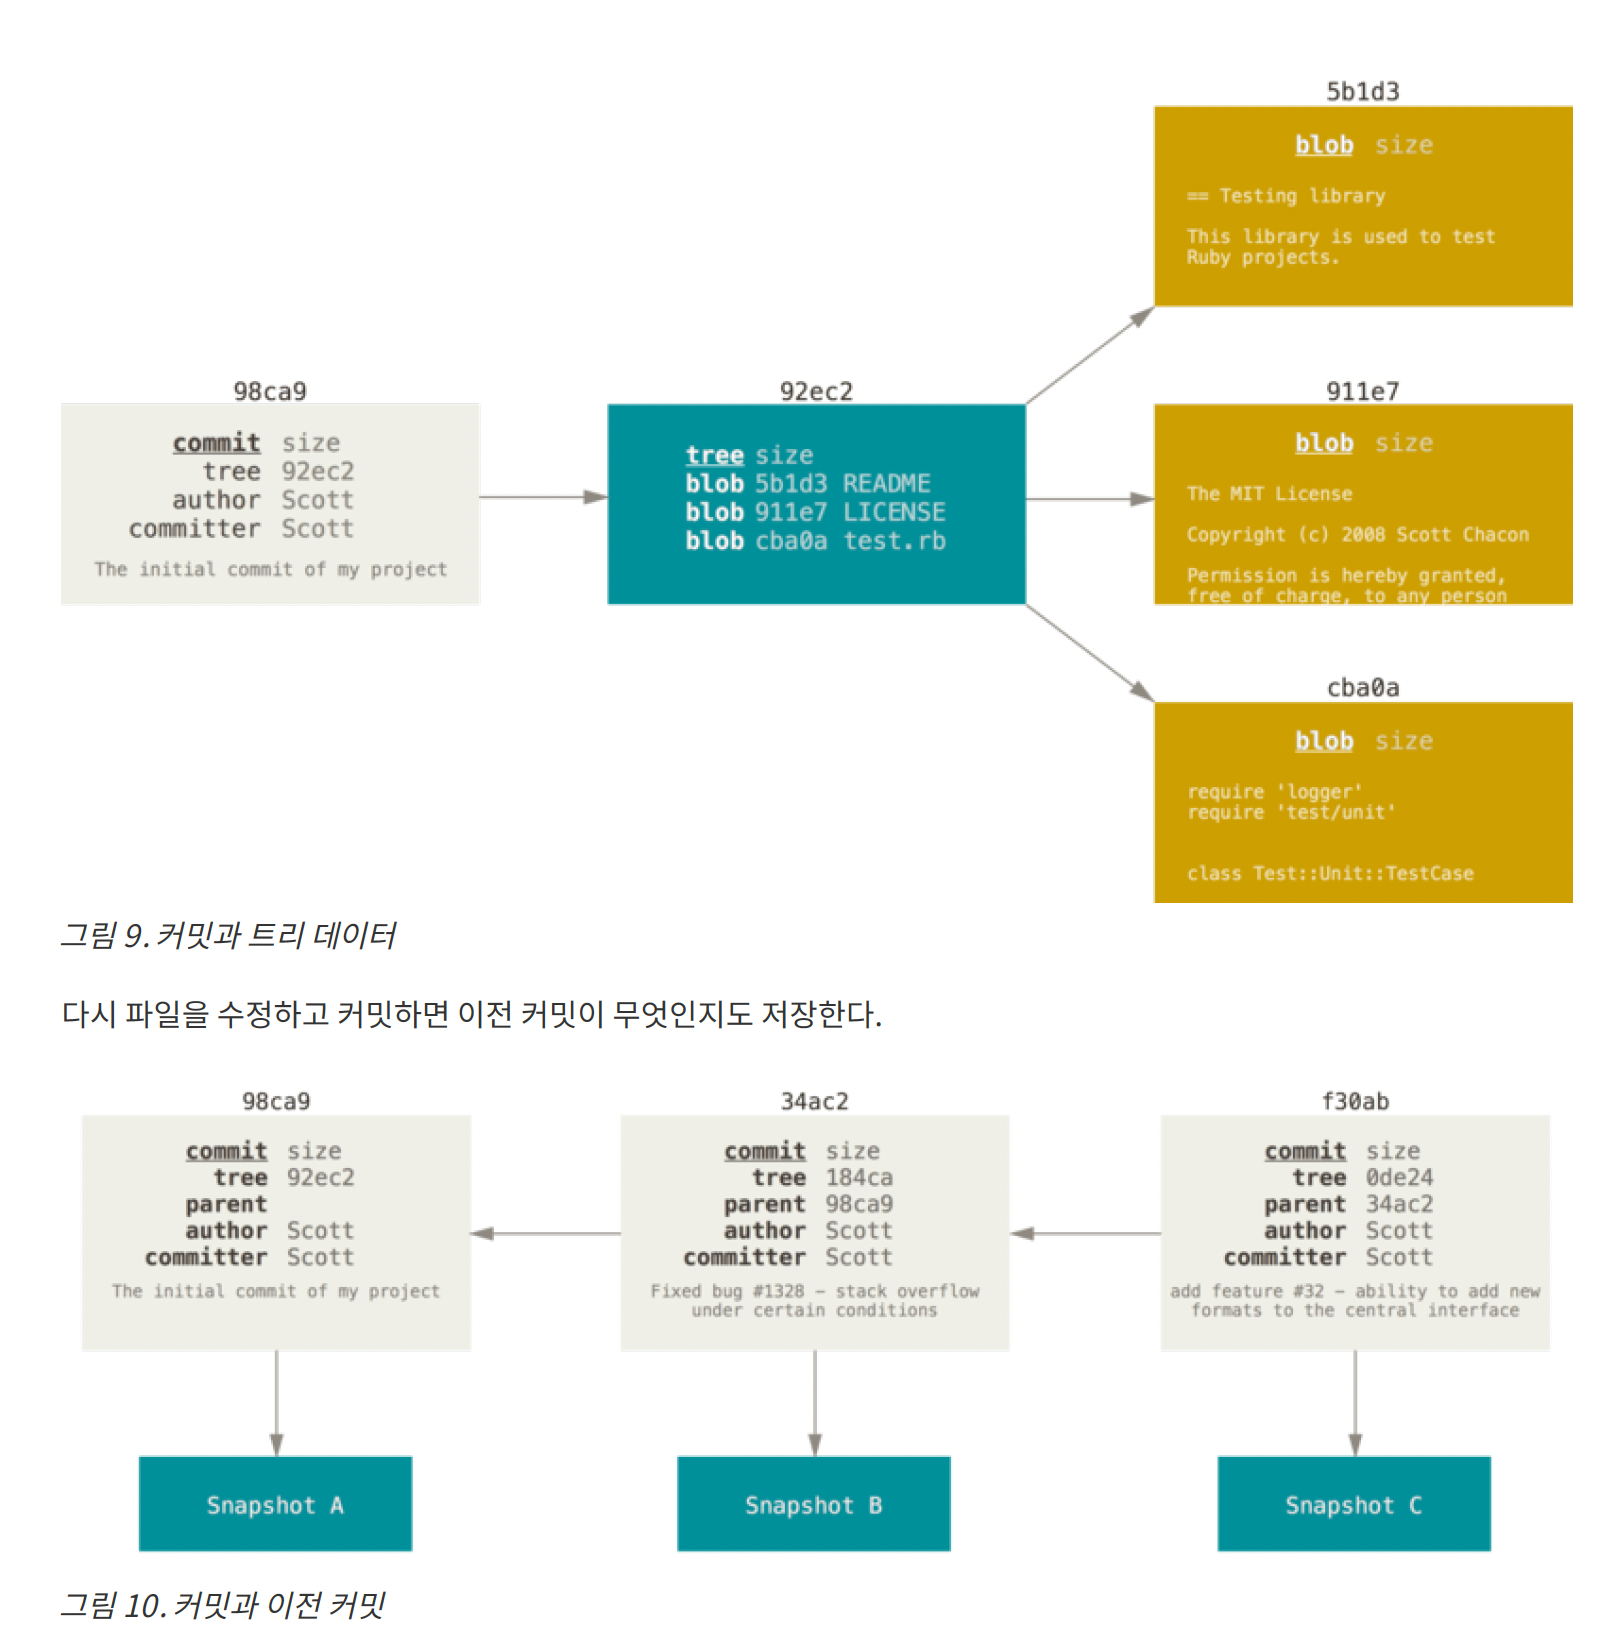 5b1d3
blob size
== Testing library
This library is used to test
Ruby projects.
98ca9
commit size
tree 92ec2
author Scott
committer Scott
The initial commit of my project
92ec2
tree size
blob 5b1d3 README
blob 911e7 LICENSE
blob cba0a test.rb
911e7
blob size
The MIT License
Copyright (c) 2008 Scott Chacon
Permission is hereby granted,
free of charge, to any person
cba0a
blob size
require 'logger'
require 'test/unit'
class Test::Unit::TestCase
그림 9. 커밋과 트리 데이터
다시 파일을 수정하고 커밋하면 이전 커밋이 무엇인지도 저장한다.
98ca9
commit size
tree 92ec2
parent
author Scott
committer Scott
The initial commit of my project
34ac2
commit size
tree 184ca
parent 98ca9
author Scott
committer Scott
Fixed bug #1328 – stack overflow
under certain conditions
f30ab
commit size
tree 0de24
parent 34ac2
author Scott
committer Scott
add feature #32 – ability to add new
formats to the central interface
Snapshot A
Snapshot B
Snapshot C
그림 10. 커밋과 이전 커밋